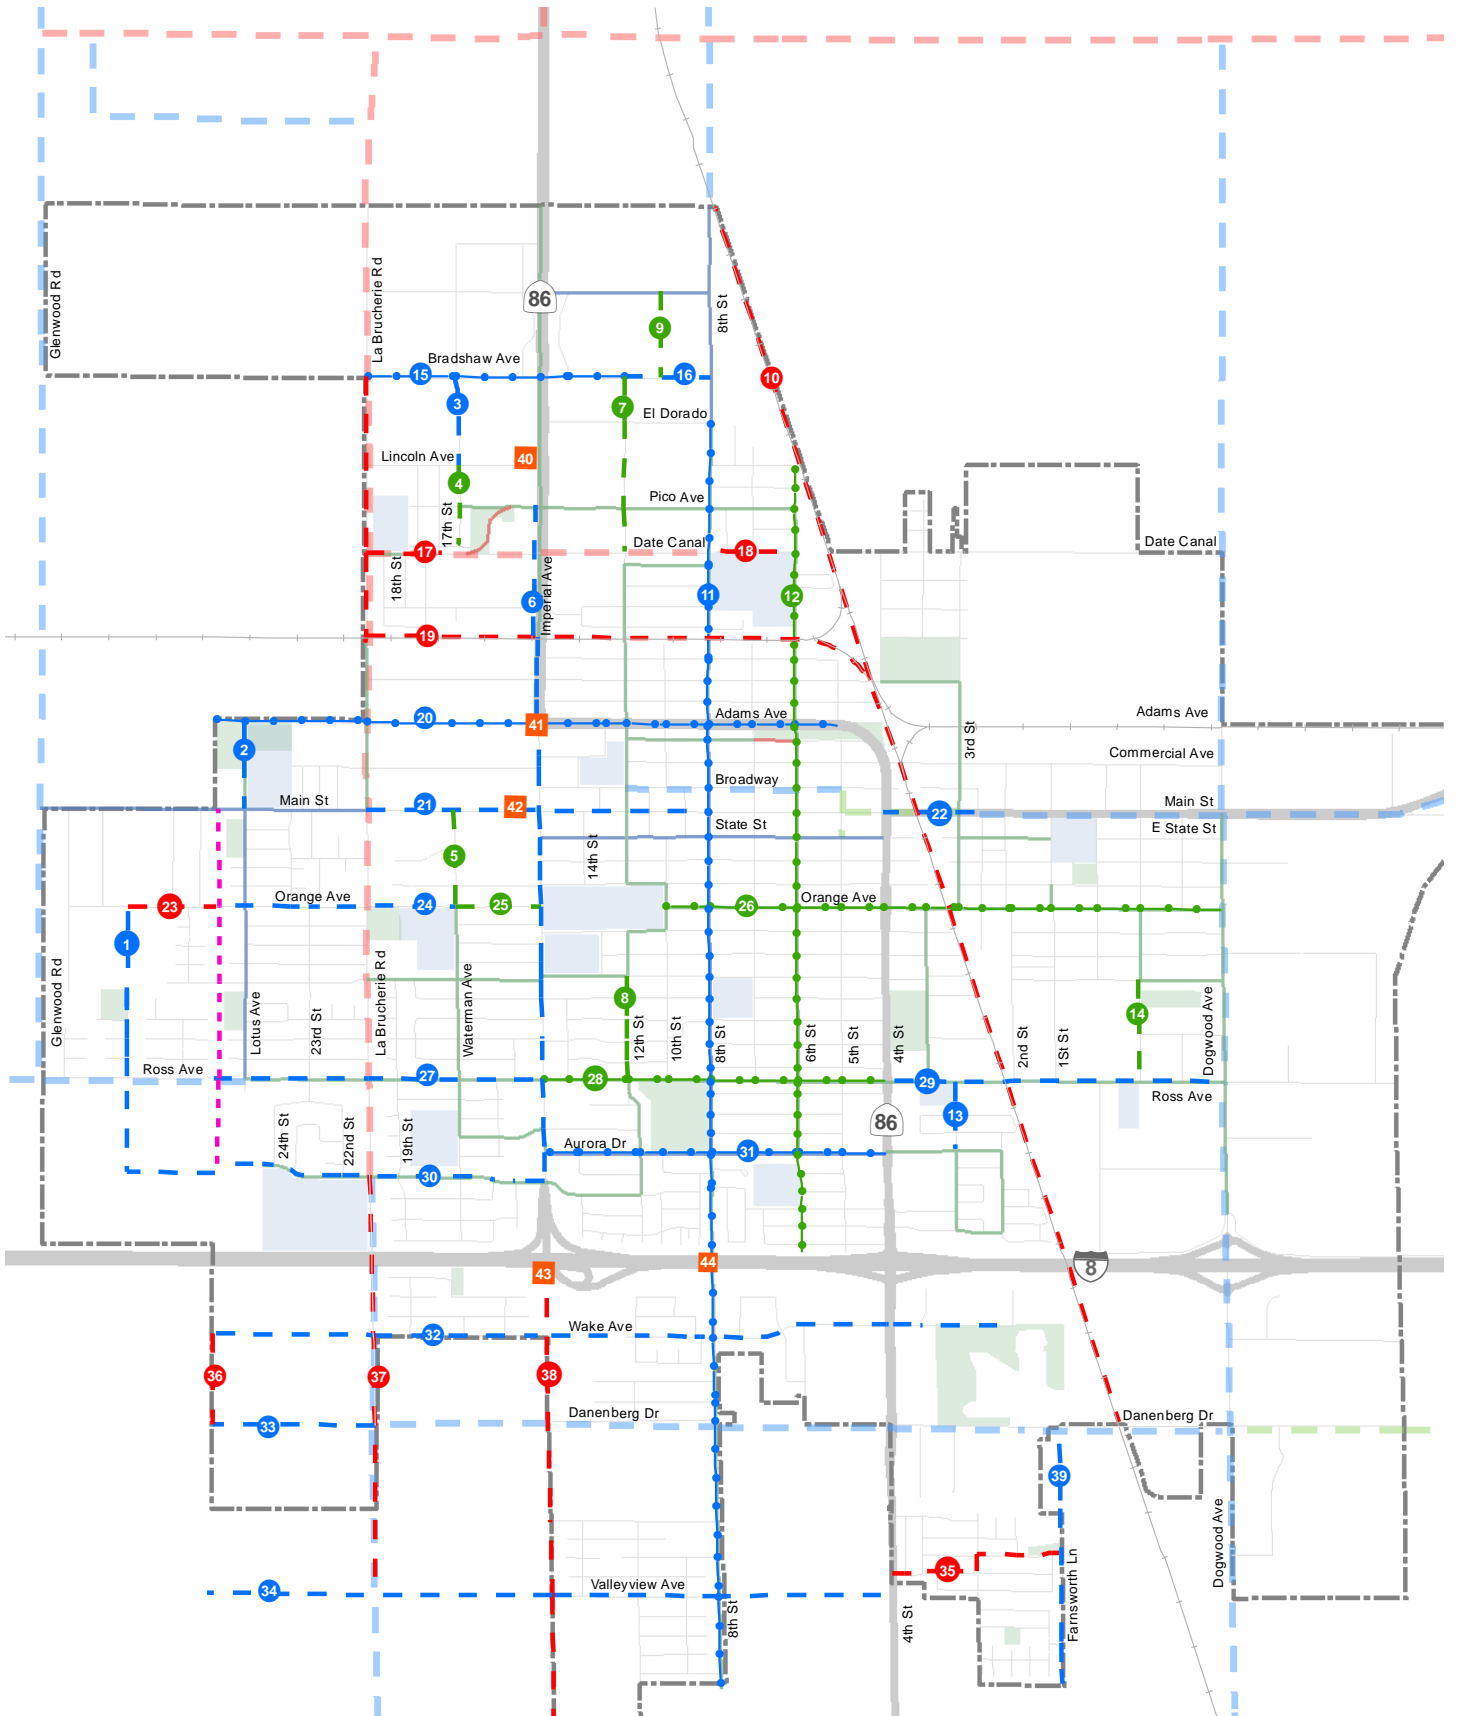 Glenwood Rd
La Brucherie Rd
86
8th St
9
Bradshaw Ave
15
16
10
3
7
El Dorado
Lincoln Ave
40
4
Pico Ave
17th St
Date Canal
Date Canal
17
18
18th St
Imperial Ave
6
11
12
19
20
Adams Ave
Adams Ave
41
2
3rd St
Commercial Ave
Broadway
Main St
21
42
22
Main St
State St
E State St
5
14th St
Orange Ave
Orange Ave
23
24
25
26
1
Glenwood Rd
Lotus Ave
23rd St
La Brucherie Rd
Waterman Ave
8
12th St
10th St
8th St
6th St
5th St
4th St
2nd St
1St St
14
Dogwood Ave
Ross Ave
27
28
29
Ross Ave
13
86
24th St
22nd St
19th St
Aurora Dr
31
30
43
44
8
Wake Ave
32
36
37
38
33
Danenberg Dr
Danenberg Dr
39
Dogwood Ave
34
Valleyview Ave
35
8th St
4th St
Farnsworth Ln